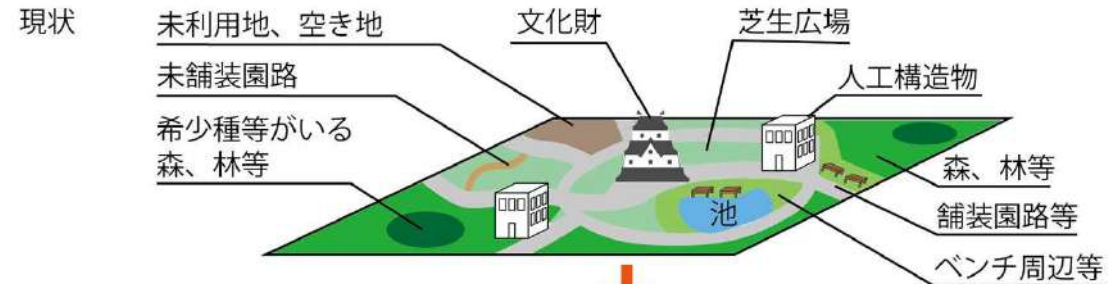 現状
未利用地、空き地
文化財
芝生広場
未舗装園路
人工構造物
希少種等がいる
森、林等
森、林等
池
舗装園路等
ベンチ周辺等